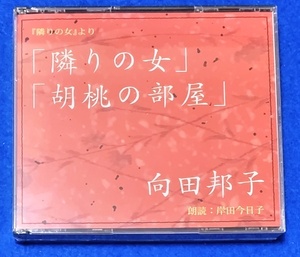 『隣りの女』より
「隣りの女」
「胡桃の部屋」
向田邦子
朗読：岸田今日子